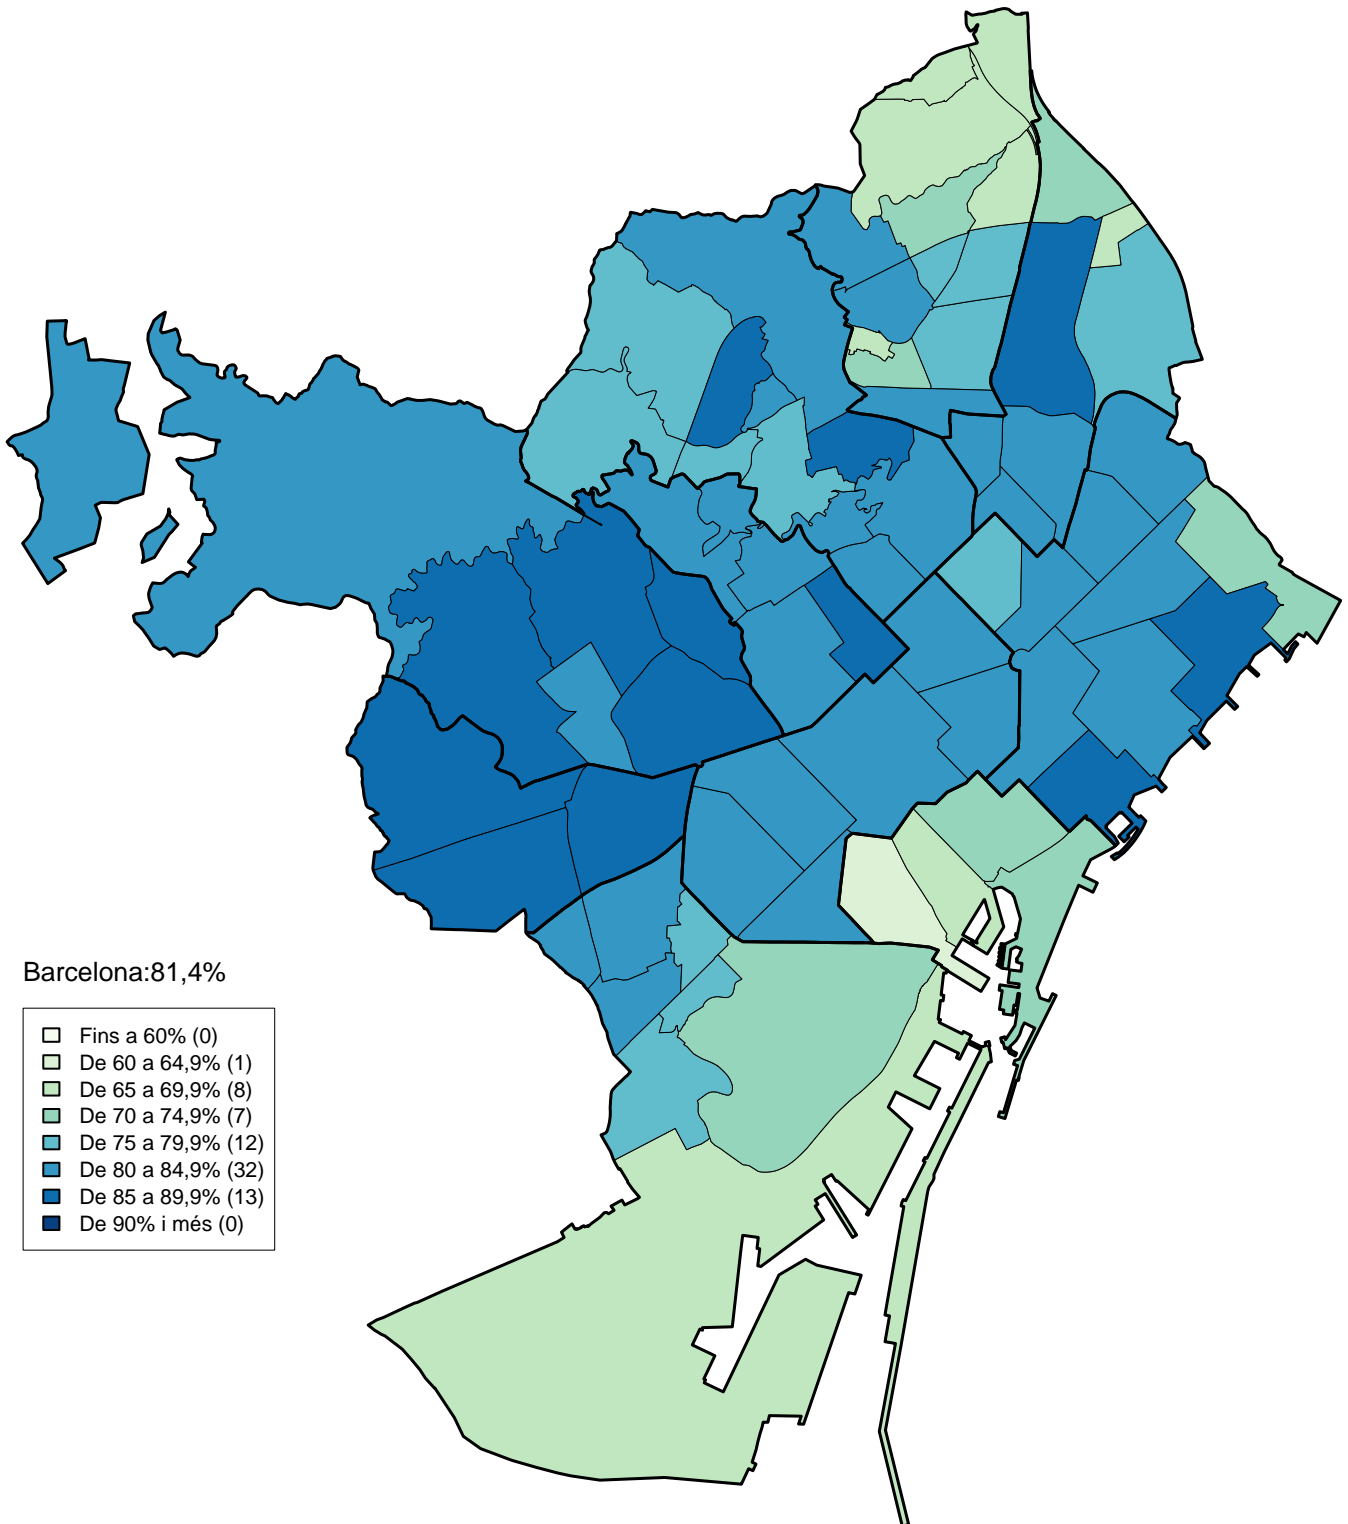 Barcelona:81,4%
Fins a 60% (0)
De 60 a 64,9% (1)
De 65 a 69,9% (8)
De 70 a 74,9% (7)
De 75 a 79,9% (12)
De 80 a 84,9% (32)
De 85 a 89,9% (13)
De 90% i més (0)